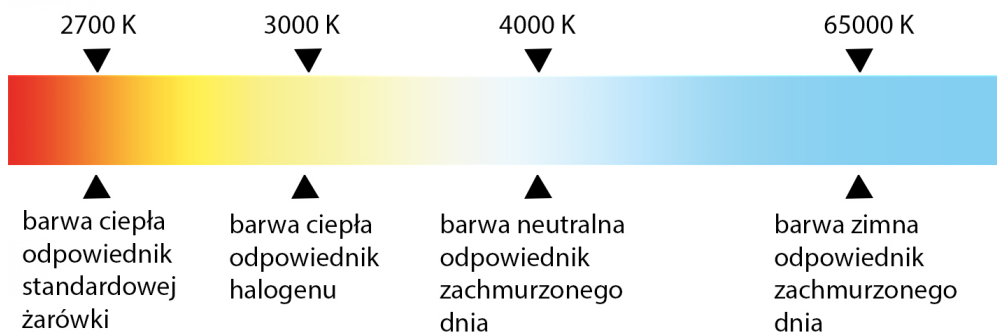 2700 K
3000 K
4000 K
65000 K
barwa ciepła
odpowiednik
standardowej
żarówki
barwa ciepła
odpowiednik
halogenu
barwa neutralna
odpowiednik
zachmurzonego
dnia
barwa zimna
odpowiednik
zachmurzonego
dnia